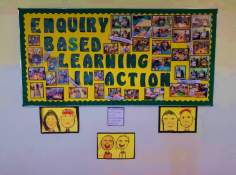 ENQUIRY
BASED
LEARNING
IN ACTION